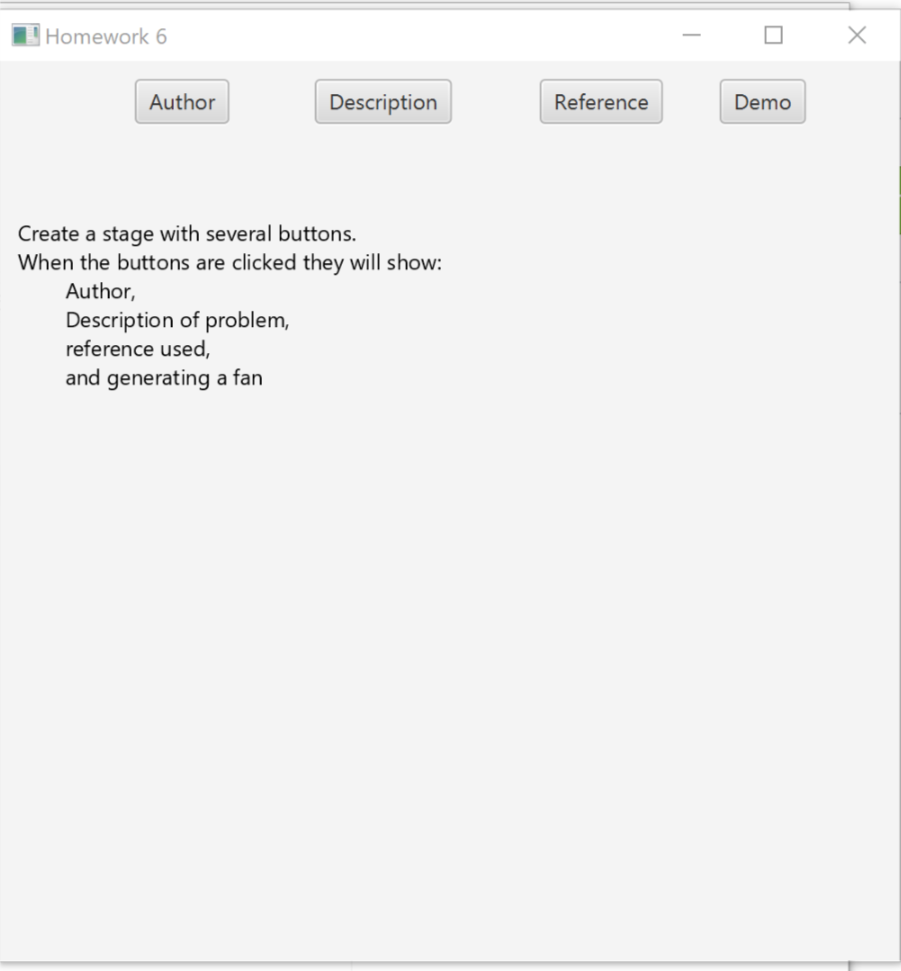 Homework 6
Author Description Reference Demo
Create a stage with several buttons.
When the buttons are clicked they will show:
Author,
Description of problem,
reference used,
and generating a fan